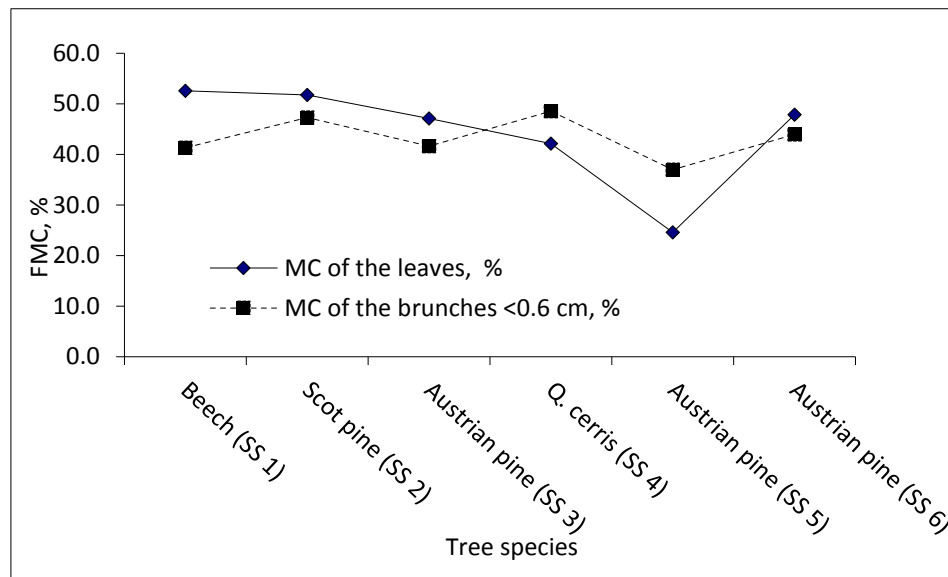 60.0
50.0
40.0
30.0
20.0
10.0
0.0
FMC, %
MC of the leaves, %
MC of the brunches <0.6 cm, %
Beech (SS 1)
Scot pine (SS 2)
Austrian pine (SS 3)
Q. cerris (SS 4)
Austrian pine (SS 5)
Austrian pine (SS 6)
Tree species